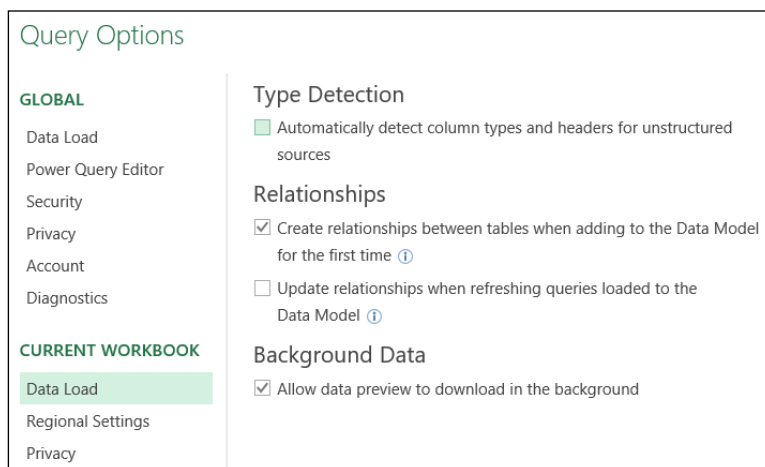 Query Options
GLOBAL
Data Load
Power Query Editor
Security
Privacy
Account
Diagnostics
CURRENT WORKBOOK
Data Load
Regional Settings
Privacy
Type Detection
Automatically detect column types and headers for unstructured
sources
Relationships
Create relationships between tables when adding to the Data Model
for the first time
Update relationships when refreshing queries loaded to the
Data Model
Background Data
Allow data preview to download in the background